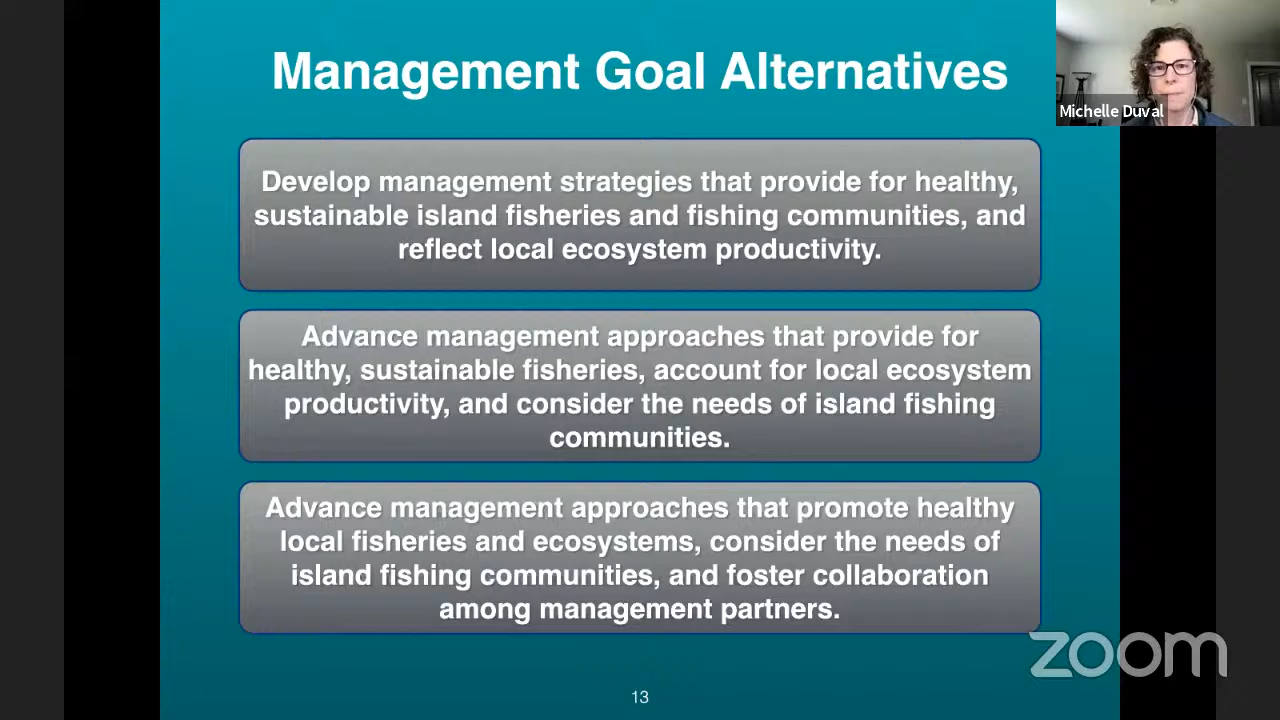 Management Goal Alternatives
Michelle Duval
Develop management strategies that provide for healthy,
sustainable island fisheries and fishing communities, and
reflect local ecosystem productivity.
Advance management approaches that provide for
healthy, sustainable fisheries, account for local ecosystem
productivity, and consider the needs of island fishing
communities.
Advance management approaches that promote healthy
local fisheries and ecosystems, consider the needs of
island fishing communities, and foster collaboration
among management partners.
zoom
13